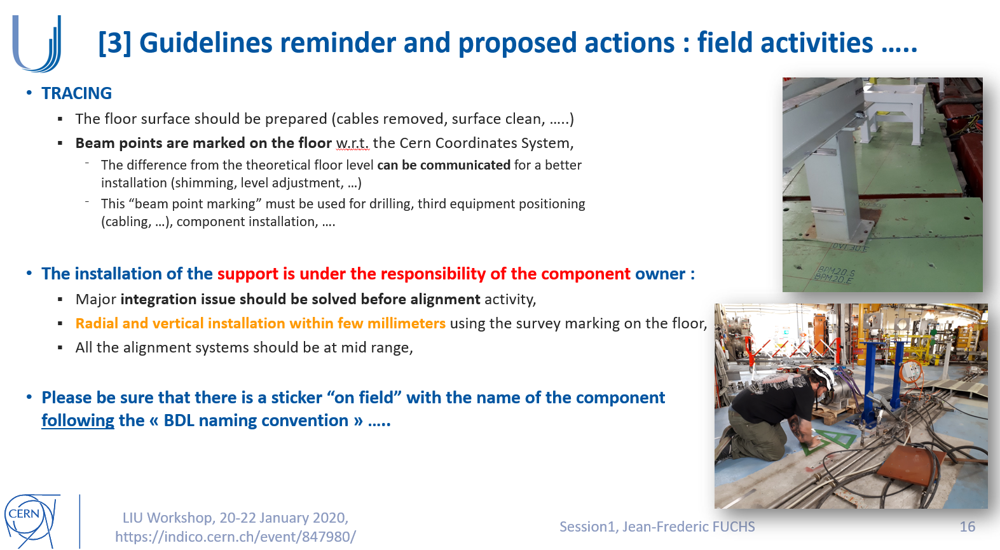 [3] Guidelines reminder and proposed actions : field activities …..
• TRACING
▪ The floor surface should be prepared (cables removed, surface clean, …..)
▪ Beam points are marked on the floor w.r.t. the Cern Coordinates System,
- The difference from the theoretical floor level can be communicated for a better
installation (shimming, level adjustment, …)
- This “beam point marking” must be used for drilling, third equipment positioning
(cabling, …), component installation, ….
• The installation of the support is under the responsibility of the component owner :
▪ Major integration issue should be solved before alignment activity,
▪ Radial and vertical installation within few millimeters using the survey marking on the floor,
▪ All the alignment systems should be at mid range,
• Please be sure that there is a sticker “on field” with the name of the component
following the « BDL naming convention » …..
BPM20.S
BPM20.E
CERN
LIU Workshop, 20-22 January 2020,
https://indico.cern.ch/event/847980/
Session1, Jean-Frederic FUCHS
16